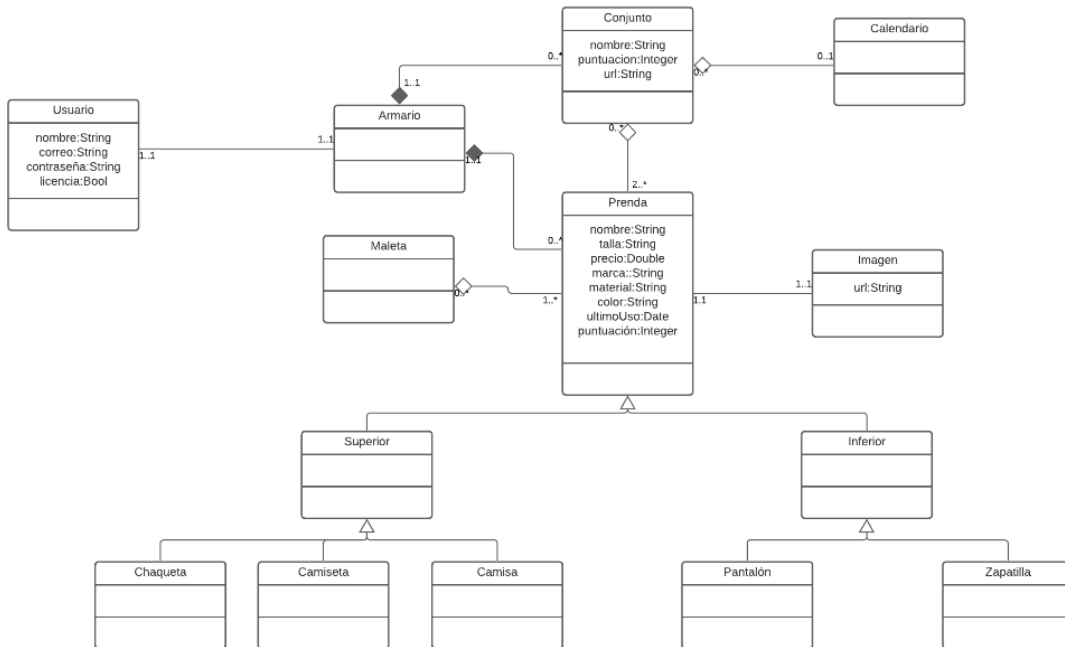 Conjunto
nombre:String
puntuacion:Integer
url:String
Calendario
0..*
0..*
0..1
1..1
Usuario
nombre:String
correo:String
contraseña:String
licencia:Bool
1..1
1..1
Armario
1..1
0..*
2..*
Prenda
nombre:String
talla:String
precio:Double
marca::String
material:String
color:String
ultimoUso:Date
puntuación:Integer
0..*
Maleta
0..*
1..*
1.1
1..1
Imagen
url:String
Superior
Inferior
Chaqueta
Camiseta
Camisa
Pantalón
Zapatilla